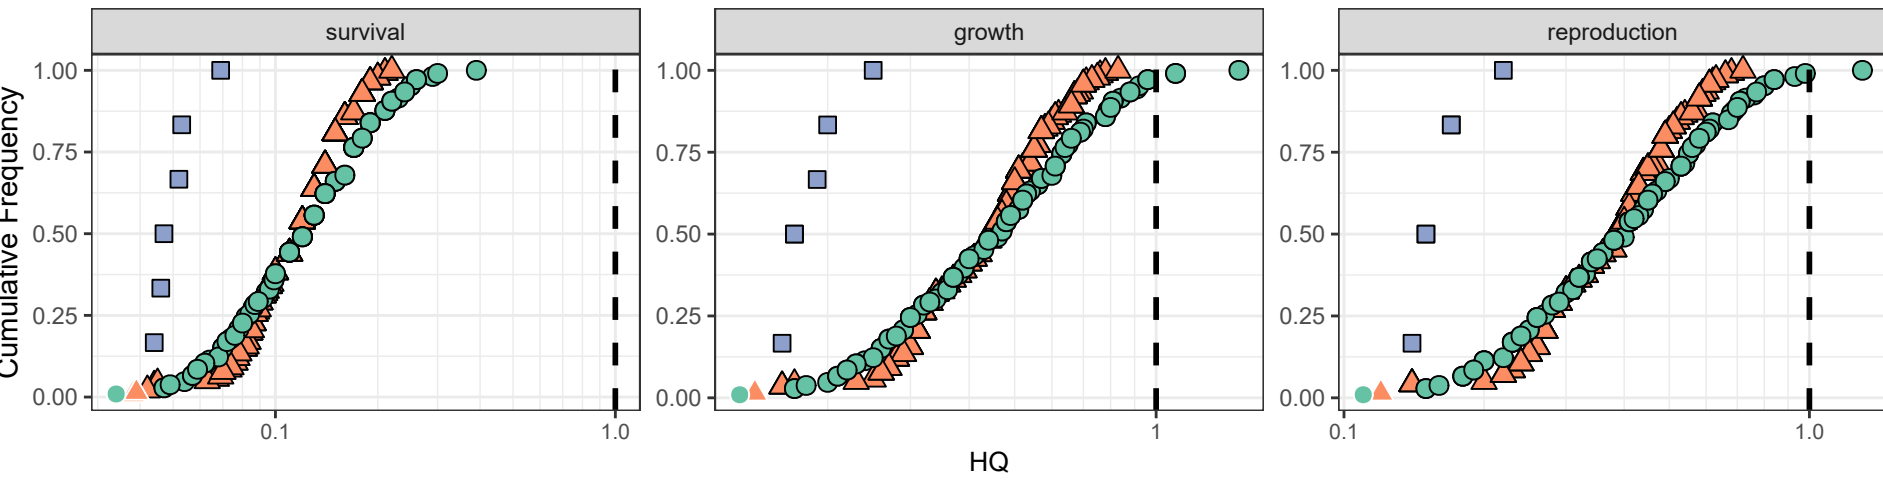 survival growth reproduction
Cumulative Frequency
1.00 1.00 1.00
0.75 0.75 0.75
0.50 0.50 0.50
0.25 0.25 0.25
0.00 0.00 0.00
0.1 1.0 1 0.1 1.0
HQ